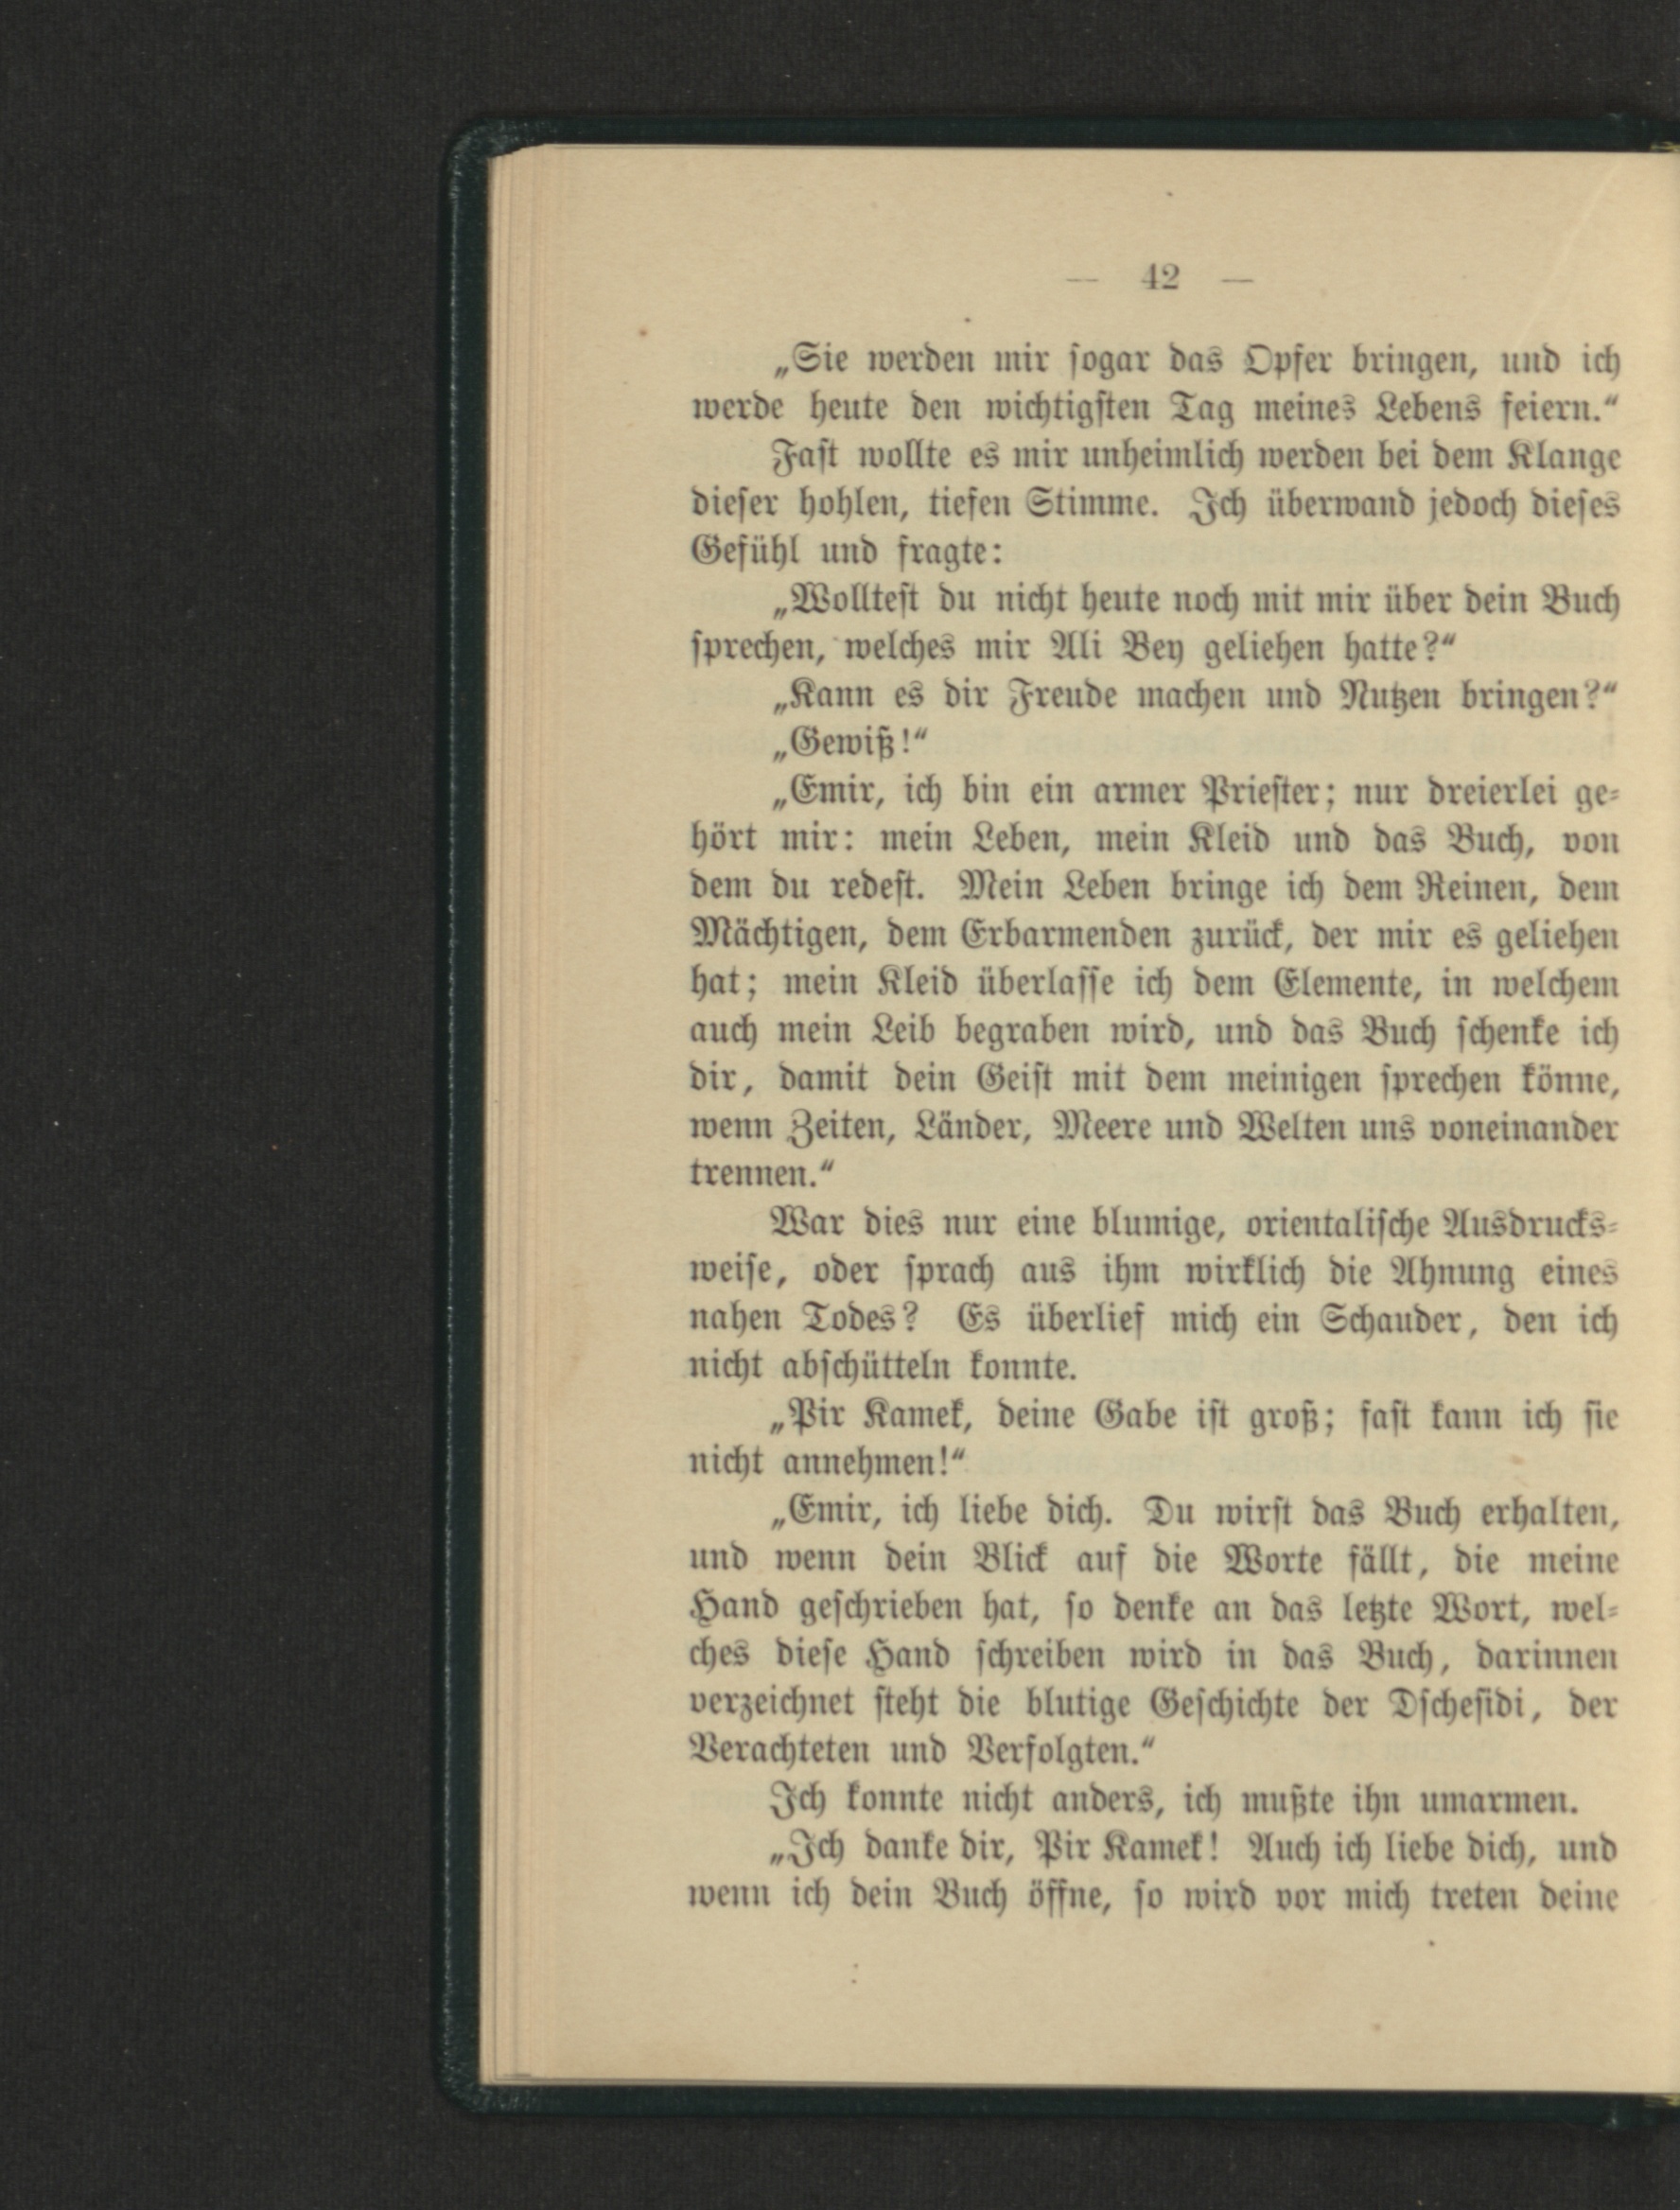 — 42 —
„Sie werden mir ſogar das Opfer bringen, und ich
werde heute den wichtigſten Tag meines Lebens feiern.“
Faſt wollte es mir unheimlich werden bei dem Klange
dieſer hohlen, tiefen Stimme. Ich überwand jedoch dieſes
Gefühl und fragte:
„Wollteſt du nicht heute noch mit mir über dein Buch
ſprechen, welches mir Ali Bey geliehen hatte?“
„Kann es dir Freude machen und Nutzen bringen?“
„Gewiß!“
„Emir, ich bin ein armer Prieſter; nur dreierlei ge⸗
hört mir: mein Leben, mein Kleid und das Buch, von
dem du redeſt. Mein Leben bringe ich dem Reinen, dem
Mächtigen, dem Erbarmenden zurück, der mir es geliehen
hat; mein Kleid überlaſſe ich dem Elemente, in welchem
auch mein Leib begraben wird, und das Buch ſchenke ich
dir, damit dein Geiſt mit dem meinigen ſprechen könne,
wenn Zeiten, Länder, Meere und Welten uns voneinander
trennen.“
War dies nur eine blumige, orientaliſche Ausdrucks⸗
weiſe, oder ſprach aus ihm wirklich die Ahnung eines
nahen Todes? Es überlief mich ein Schauder, den ich
nicht abſchütteln konnte.
„Pir Kamek, deine Gabe iſt groß; faſt kann ich ſie
nicht annehmen!“
„Emir, ich liebe dich. Du wirſt das Buch erhalten,
und wenn dein Blick auf die Worte fällt, die meine
Hand geſchrieben hat, ſo denke an das letzte Wort, wel⸗
ches dieſe Hand ſchreiben wird in das Buch, darinnen
verzeichnet ſteht die blutige Geſchichte der Dſcheſidi, der
Verachteten und Verfolgten.“
Ich konnte nicht anders, ich mußte ihn umarmen.
„Ich danke dir, Pir Kamek! Auch ich liebe dich, und
wenn ich dein Buch öffne, ſo wird vor mich treten deine